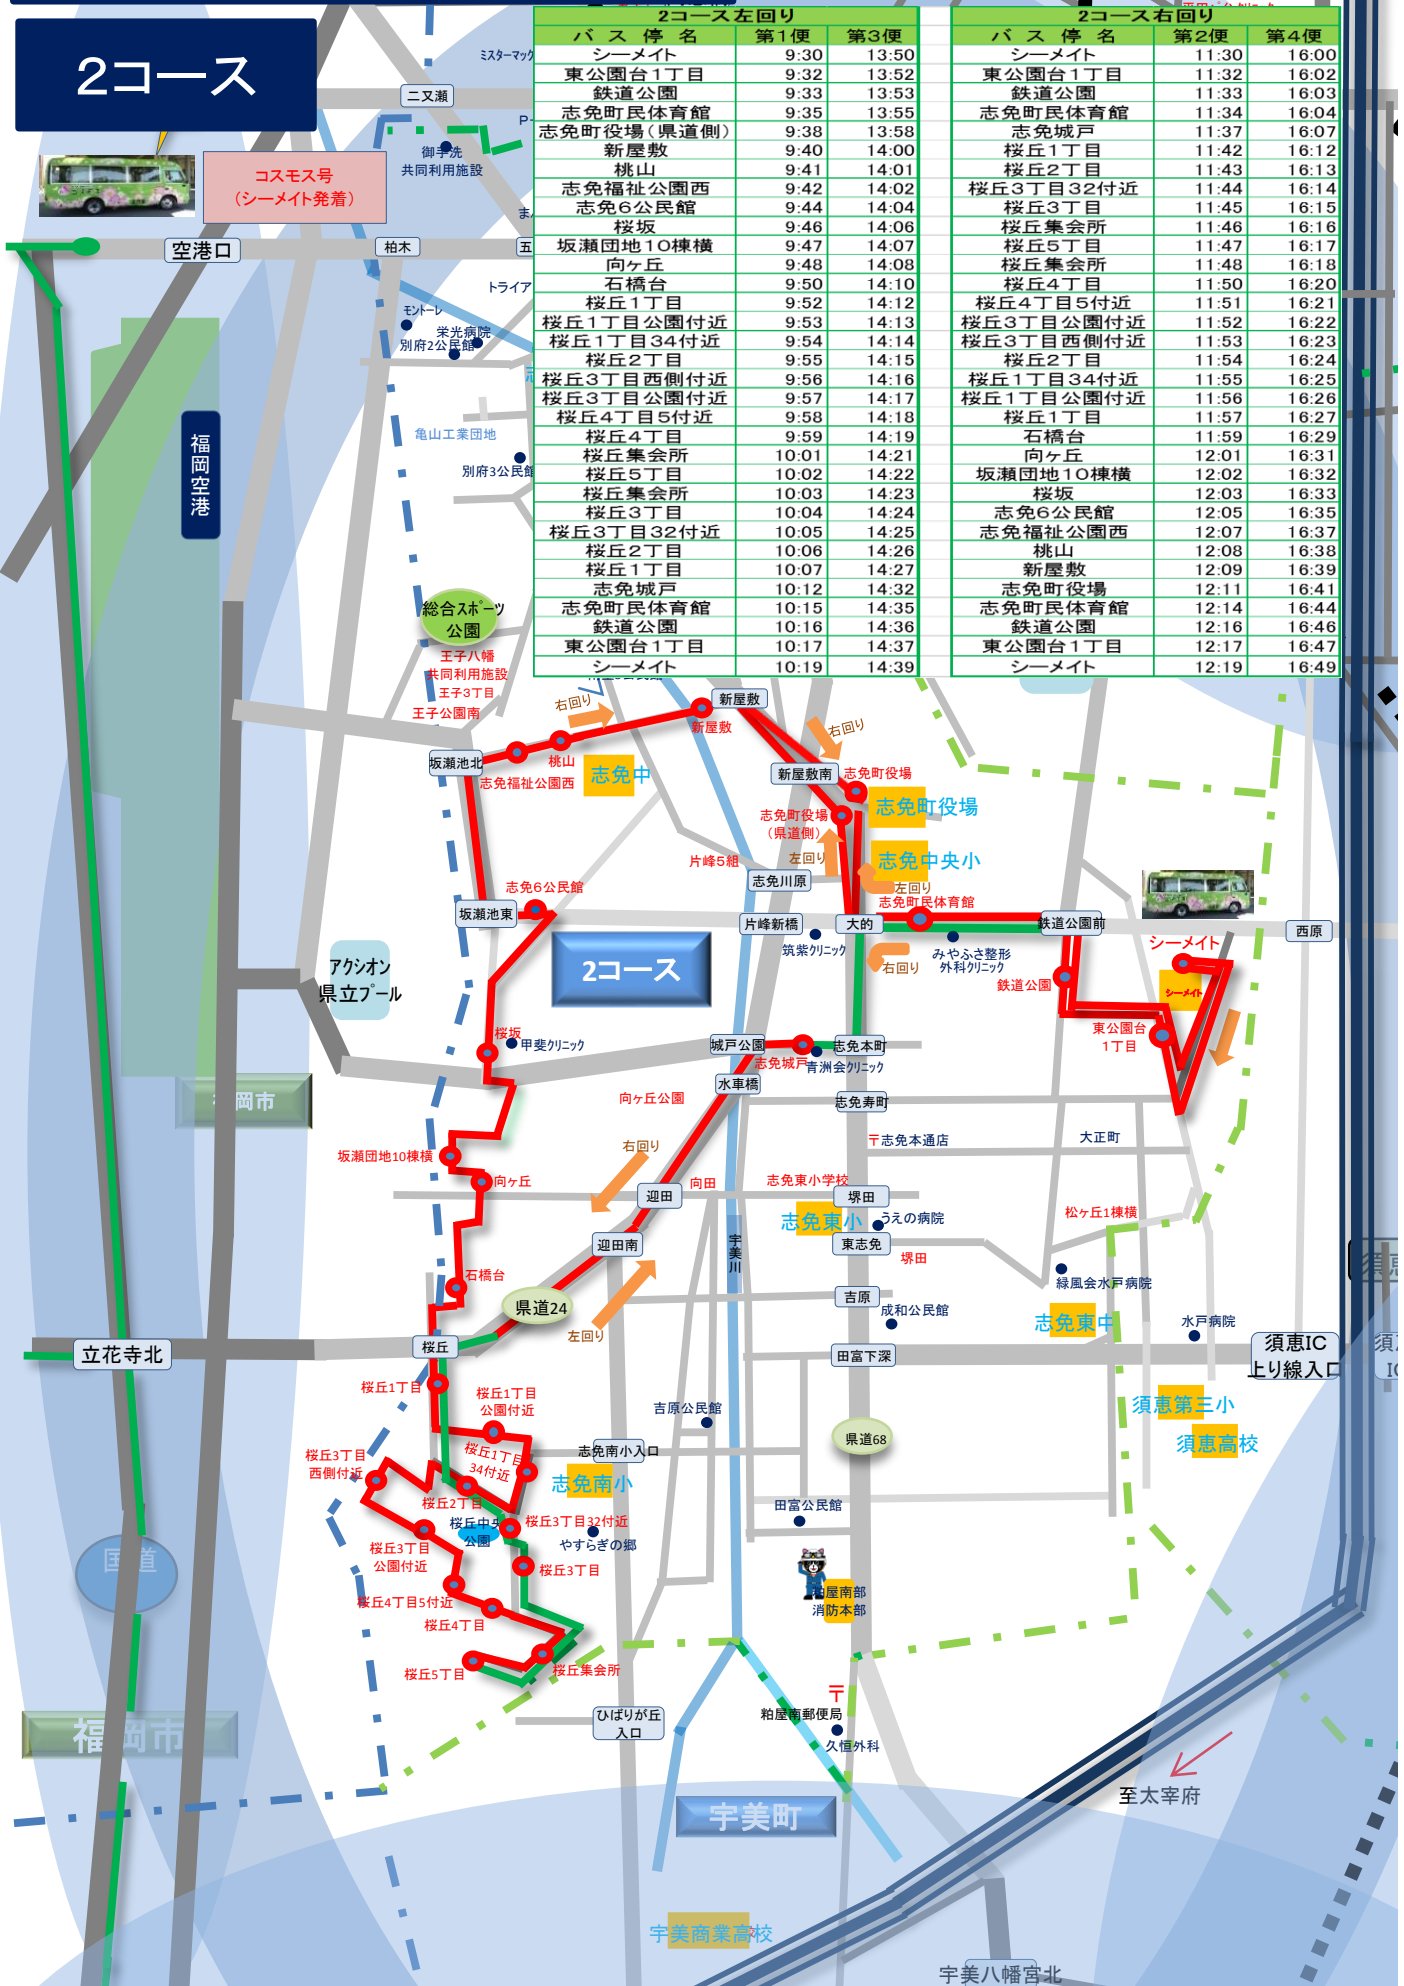 2コース
コスモス号
（シーメイト発着）
2コース左回り
バス停名 第1便 第3便
シーメイト 9:30 13:50
東公園台1丁目 9:32 13:52
鉄道公園 9:33 13:53
志免町民体育館 9:35 13:55
志免町役場（県道側） 9:38 13:58
新屋敷 9:40 14:00
桃山 9:41 14:01
志免福祉公園西 9:42 14:02
志免6公民館 9:44 14:04
桜坂 9:46 14:06
坂瀬団地10棟横 9:47 14:07
向ヶ丘 9:48 14:08
石橋台 9:50 14:10
桜丘1丁目 9:52 14:12
桜丘1丁目公園付近 9:53 14:13
桜丘1丁目34付近 9:54 14:14
桜丘2丁目 9:55 14:15
桜丘3丁目西側付近 9:56 14:16
桜丘3丁目公園付近 9:57 14:17
桜丘4丁目5付近 9:58 14:18
桜丘4丁目 9:59 14:19
桜丘集会所 10:01 14:21
桜丘5丁目 10:02 14:22
桜丘集会所 10:03 14:23
桜丘3丁目 10:04 14:24
桜丘3丁目32付近 10:05 14:25
桜丘2丁目 10:06 14:26
桜丘1丁目 10:07 14:27
志免城戸 10:12 14:32
志免町民体育館 10:15 14:35
鉄道公園 10:16 14:36
東公園台1丁目 10:17 14:37
シーメイト 10:19 14:39
2コース右回り
バス停名 第2便 第4便
シーメイト 11:30 16:00
東公園台1丁目 11:32 16:02
鉄道公園 11:33 16:03
志免町民体育館 11:34 16:04
志免城戸 11:37 16:07
桜丘1丁目 11:42 16:12
桜丘2丁目 11:43 16:13
桜丘3丁目32付近 11:44 16:14
桜丘3丁目 11:45 16:15
桜丘集会所 11:46 16:16
桜丘5丁目 11:47 16:17
桜丘集会所 11:48 16:18
桜丘4丁目 11:50 16:20
桜丘4丁目5付近 11:51 16:21
桜丘3丁目公園付近 11:52 16:22
桜丘3丁目西側付近 11:53 16:23
桜丘2丁目 11:54 16:24
桜丘1丁目34付近 11:55 16:25
桜丘1丁目公園付近 11:56 16:26
桜丘1丁目 11:57 16:27
石橋台 11:59 16:29
向ヶ丘 12:01 16:31
坂瀬団地10棟横 12:02 16:32
桜坂 12:03 16:33
志免6公民館 12:05 16:35
志免福祉公園西 12:07 16:37
桃山 12:08 16:38
新屋敷 12:09 16:39
志免町役場 12:11 16:41
志免町民体育館 12:14 16:44
鉄道公園 12:16 16:46
東公園台1丁目 12:17 16:47
シーメイト 12:19 16:49
ミスターマック
二又瀬
P-
御手洗
共同利用施設
空港口
柏木
五
トライア
モントーレ
栄光病院
別府2公民館
福岡空港
亀山工業団地
別府3公民館
総合スポーツ
公園
王子八幡
共同利用施設
王子3丁目
王子公園南
右回り
新屋敷
新屋敷
右回り
坂瀬池北
桃山
志免福祉公園西
志免中
新屋敷南
志免町役場
志免町役場
志免町役場
（県道側）
片峰5組
左回り
志免中央小
志免川原
左回り
志免6公民館
坂瀬池東
片峰新橋
大的
志免町民体育館
鉄道公園前
西原
筑紫クリニック
みやふさ整形
外科クリニック
右回り
シーメイト
鉄道公園
シーメイト
東公園台
1丁目
2コース
アクシオン
県立プール
桜坂
甲斐クリニック
城戸公園
志免城戸
志免本町
青洲会クリニック
水車橋
福岡市
向ヶ丘公園
志免寿町
右回り
〒志免本通店
大正町
坂瀬団地10棟横
向ヶ丘
迎田
向田
志免東小学校
堺田
松ヶ丘1棟横
志免東小
うえの病院
迎田南
宇美川
東志免
堺田
石橋台
緑風会水戸病院
県道24
吉原
成和公民館
志免東中
水戸病院
左回り
立花寺北
桜丘
田富下深
須恵IC
上り線入口
桜丘1丁目
桜丘1丁目
公園付近
吉原公民館
須恵第三小
県道68
須恵高校
桜丘3丁目
西側付近
桜丘1丁目
34付近
志免南小入口
志免南小
桜丘2丁目
桜丘中央
公園
桜丘3丁目32付近
田富公民館
やすらぎの郷
桜丘3丁目
公園付近
桜丘3丁目
国道
桜丘4丁目5付近
粕屋南部
消防本部
桜丘4丁目
桜丘5丁目
桜丘集会所
〒
粕屋南郵便局
久恒外科
ひばりが丘
入口
福岡市
至太宰府
宇美町
宇美商業高校
宇美八幡宮北